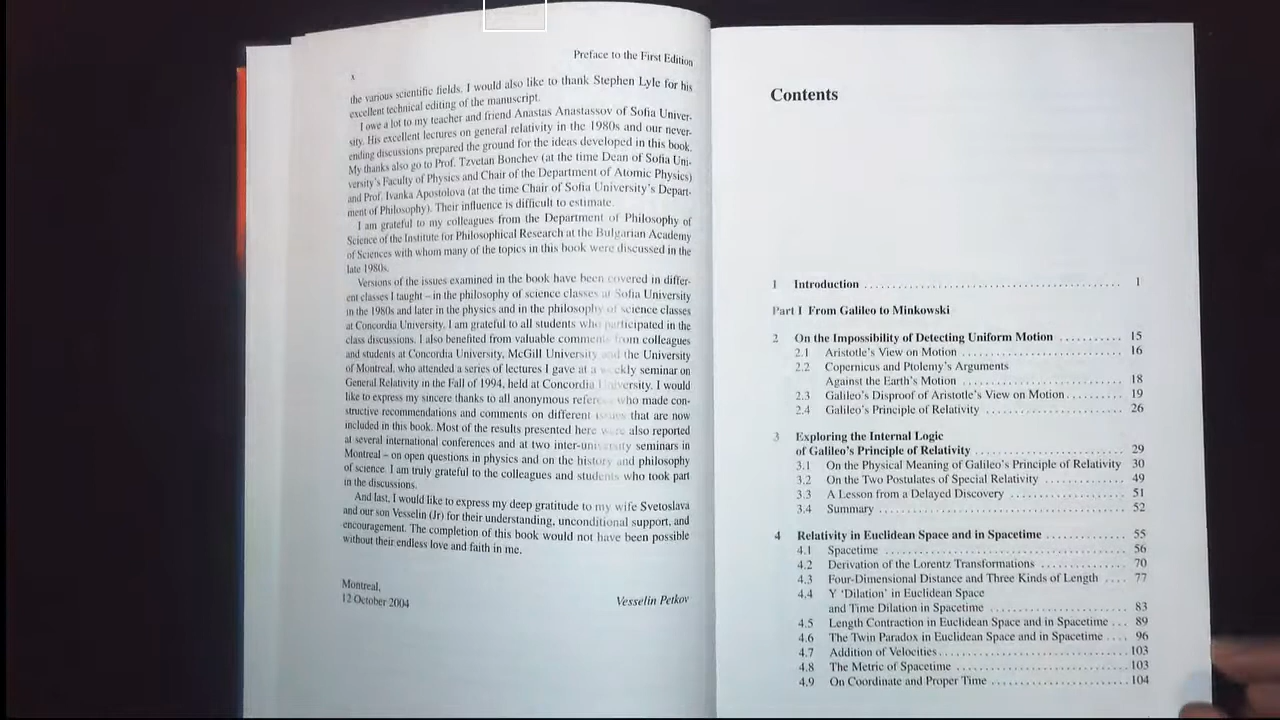 Preface to the First Edition
x
the various scientific fields. I would also like to thank Stephen Lyle for his
excellent technical editing of the manuscript.
I owe a lot to my teacher and friend Anastas Anastassov of Sofia Univer-
sity. His excellent lectures on general relativity in the 1980s and our never-
ending discussions prepared the ground for the ideas developed in this book.
My thanks also go to Prof. Tzvetan Bonchev (at the time Dean of Sofia Uni-
versity's Faculty of Physics and Chair of the Department of Atomic Physics)
and Prof. Ivanka Apostolova (at the time Chair of Sofia University's Depart-
ment of Philosophy). Their influence is difficult to estimate.
I am grateful to my colleagues from the Department of Philosophy of
Science of the Institute for Philosophical Research at the Bulgarian Academy
of Sciences with whom many of the topics in this book were discussed in the
late 1980s.
Versions of the issues examined in the book have been covered in differ-
ent classes I taught – in the philosophy of science classes at Sofia University
in the 1980s and later in the physics and in the philosophy of science classes
at Concordia University. I am grateful to all students who participated in the
class discussions. I also benefited from valuable comments from colleagues
and students at Concordia University, McGill University and the University
of Montreal, who attended a series of lectures I gave at a weekly seminar on
General Relativity in the Fall of 1994, held at Concordia University. I would
like to express my sincere thanks to all anonymous referees who made con-
structive recommendations and comments on different issues that are now
included in this book. Most of the results presented here were also reported
at several international conferences and at two inter-university seminars in
Montreal – on open questions in physics and on the history and philosophy
of science. I am truly grateful to the colleagues and students who took part
in the discussions.
And last, I would like to express my deep gratitude to my wife Svetoslava
and our son Vesselin (Jr) for their understanding, unconditional support, and
encouragement. The completion of this book would not have been possible
without their endless love and faith in me.
Montreal,
12 October 2004
Vesselin Petkov
Contents
1 Introduction . . . . . . . . . . 1
Part I From Galileo to Minkowski
2 On the Impossibility of Detecting Uniform Motion . . . . . . . . . . 15
2.1 Aristotle's View on Motion . . . . . . . . . . 16
2.2 Copernicus and Ptolemy's Arguments
Against the Earth's Motion . . . . . . . . . . 18
2.3 Galileo's Disproof of Aristotle's View on Motion . . . . . . . . . . 19
2.4 Galileo's Principle of Relativity . . . . . . . . . . 26
3 Exploring the Internal Logic
of Galileo's Principle of Relativity . . . . . . . . . . 29
3.1 On the Physical Meaning of Galileo's Principle of Relativity 30
3.2 On the Two Postulates of Special Relativity . . . . . . . . . . 49
3.3 A Lesson from a Delayed Discovery . . . . . . . . . . 51
3.4 Summary . . . . . . . . . . 52
4 Relativity in Euclidean Space and in Spacetime . . . . . . . . . . 55
4.1 Spacetime . . . . . . . . . . 56
4.2 Derivation of the Lorentz Transformations . . . . . . . . . . 70
4.3 Four-Dimensional Distance and Three Kinds of Length . . . . 77
4.4 Y 'Dilation' in Euclidean Space
and Time Dilation in Spacetime . . . . . . . . . . 83
4.5 Length Contraction in Euclidean Space and in Spacetime . . . 89
4.6 The Twin Paradox in Euclidean Space and in Spacetime . . . . 96
4.7 Addition of Velocities . . . . . . . . . . 103
4.8 The Metric of Spacetime . . . . . . . . . . 103
4.9 On Coordinate and Proper Time . . . . . . . . . . 104